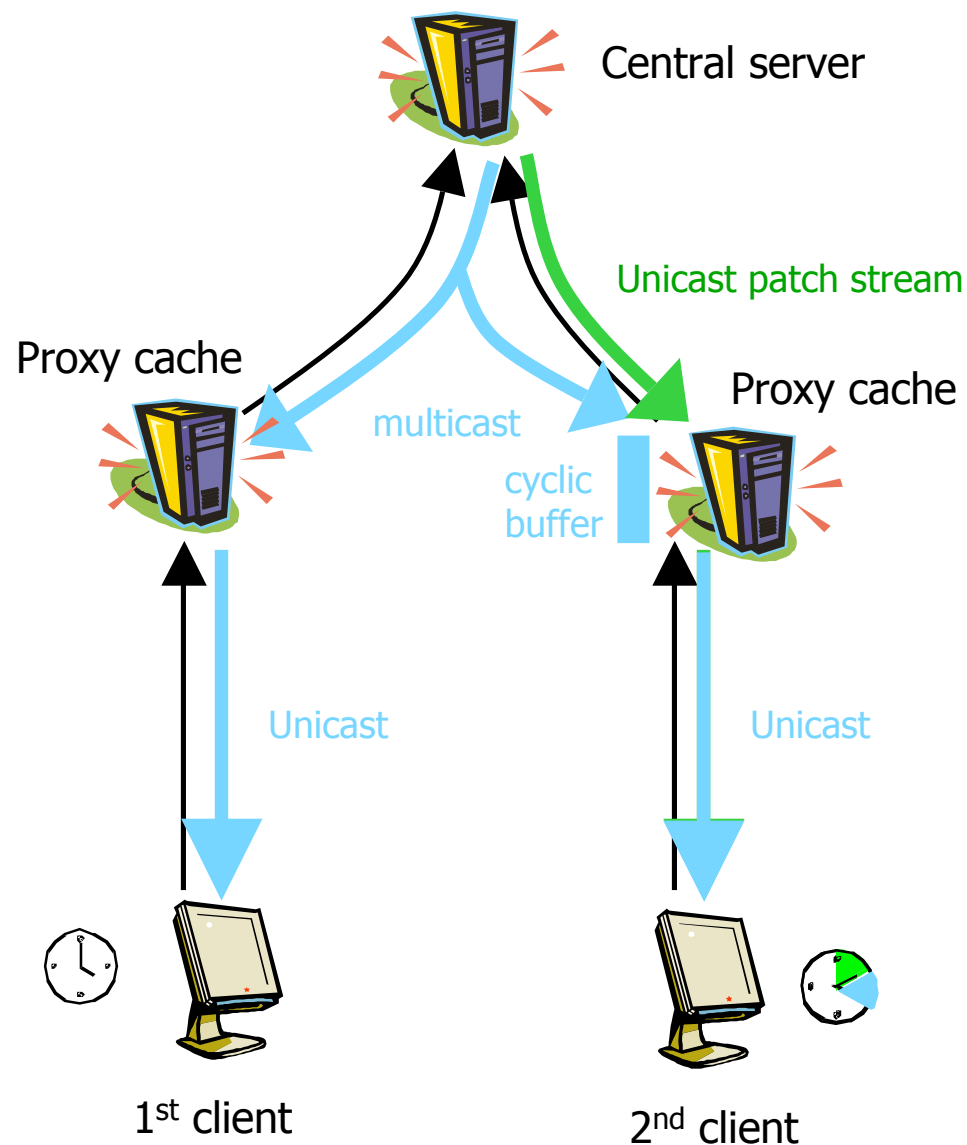 Central server
Unicast patch stream
Proxy cache
Proxy cache
multicast
cyclic
buffer
Unicast
Unicast
1st client
2nd client